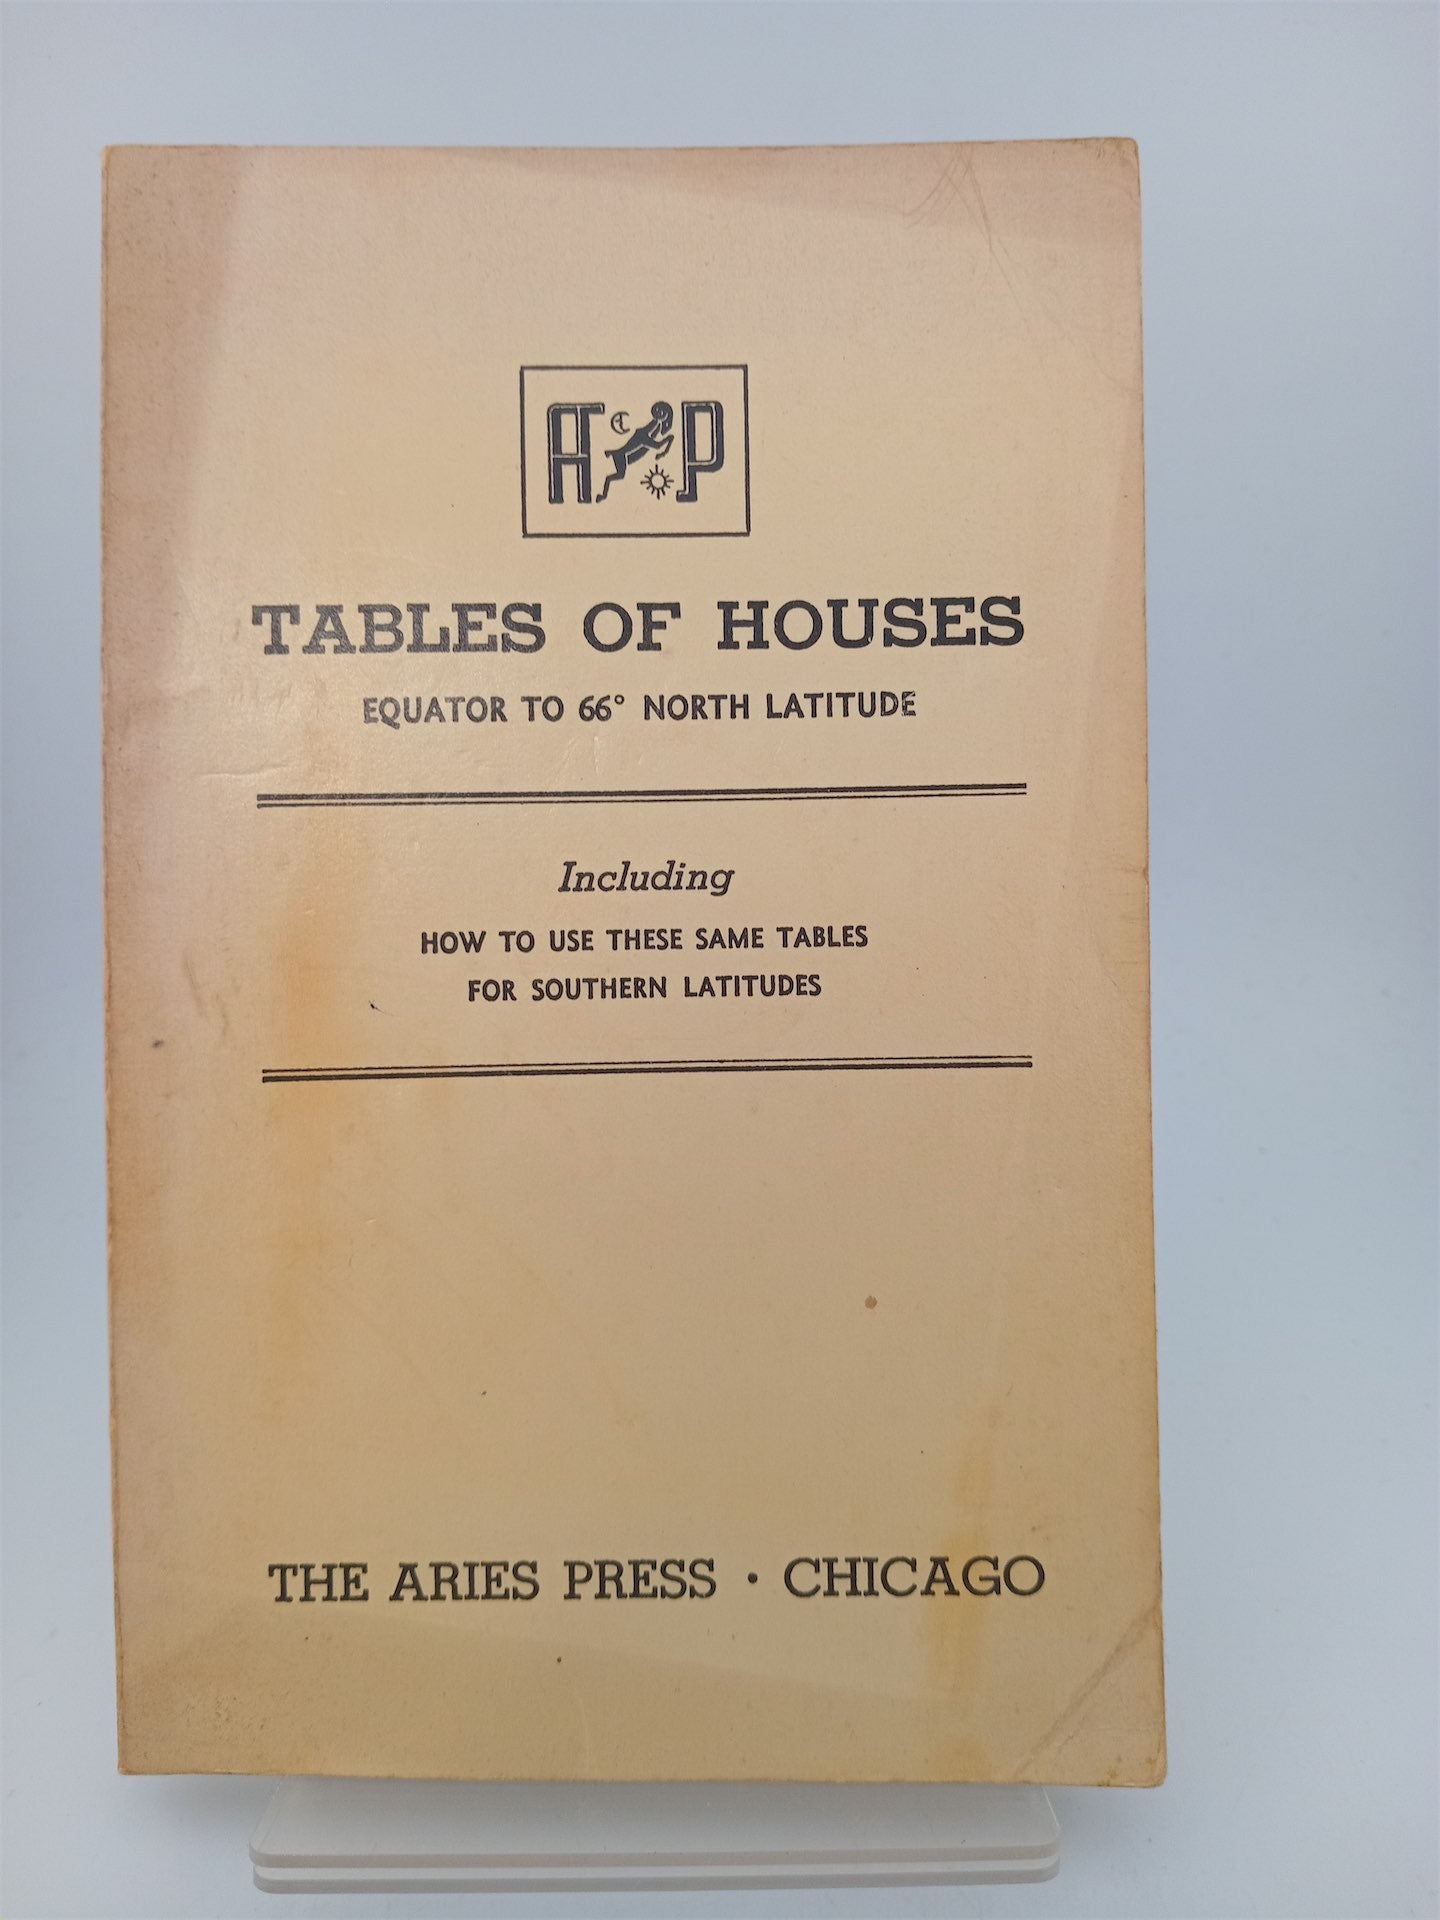 AP
TABLES OF HOUSES
EQUATOR TO 66° NORTH LATITUDE
Including
HOW TO USE THESE SAME TABLES
FOR SOUTHERN LATITUDES
THE ARIES PRESS · CHICAGO